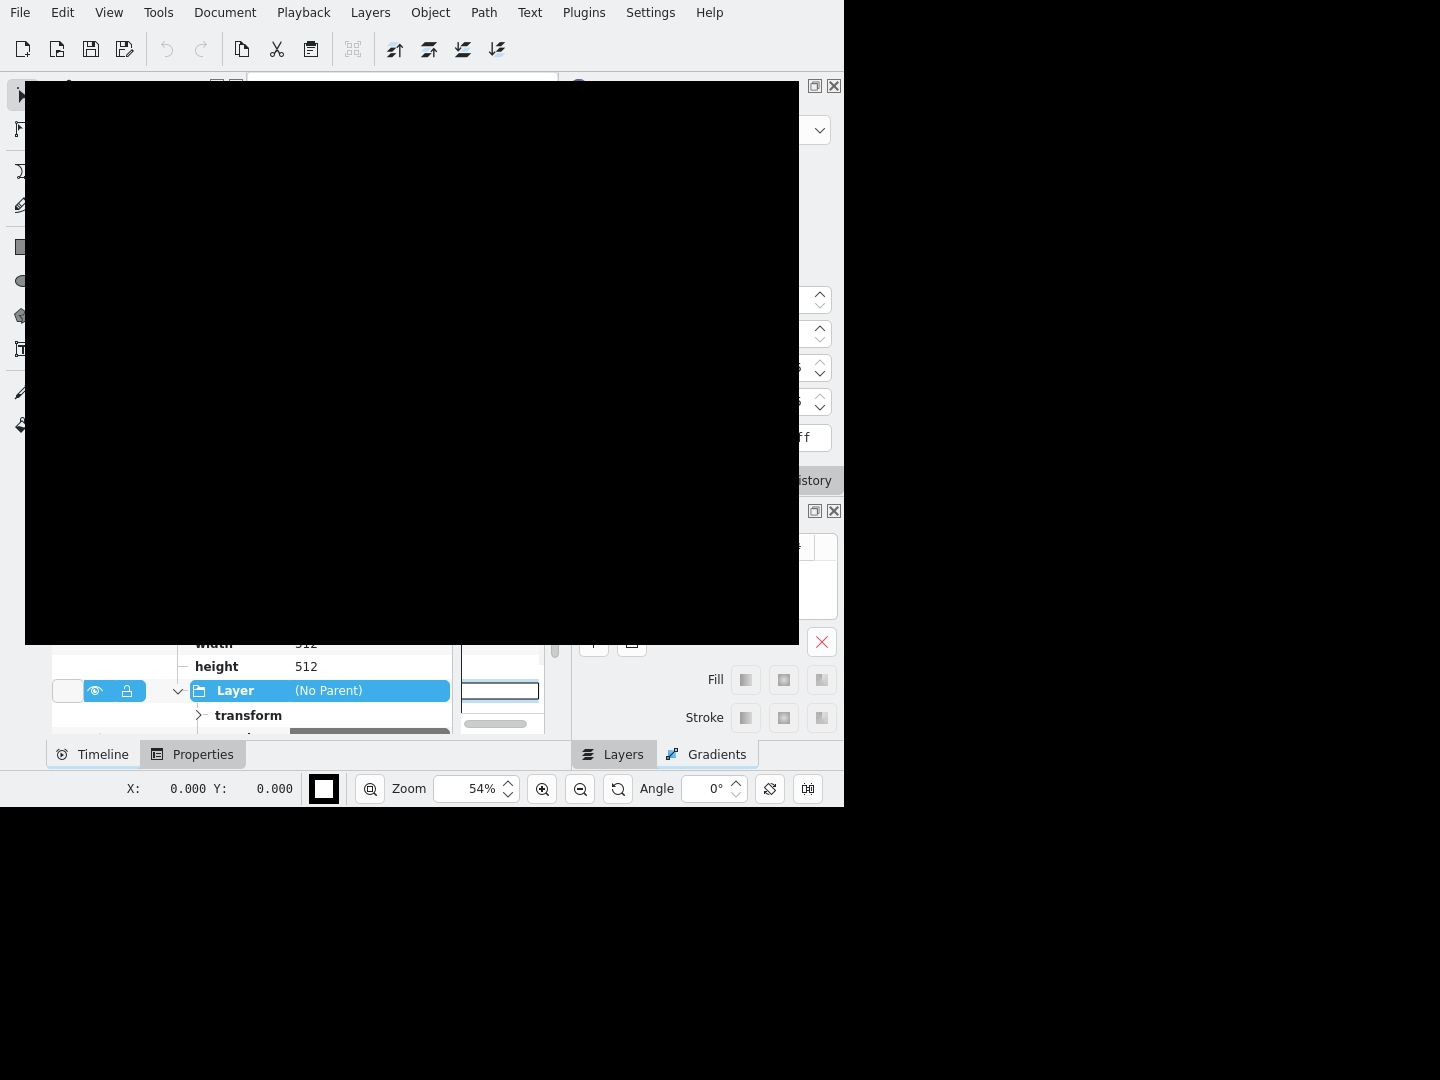 File Edit View Tools Document Playback Layers Object Path Text Plugins Settings Help
istory
height 512
Layer (No Parent)
Fill
transform
Stroke
Timeline Properties Layers Gradients
X: 0.000 Y: 0.000 Zoom 54% Angle 0°